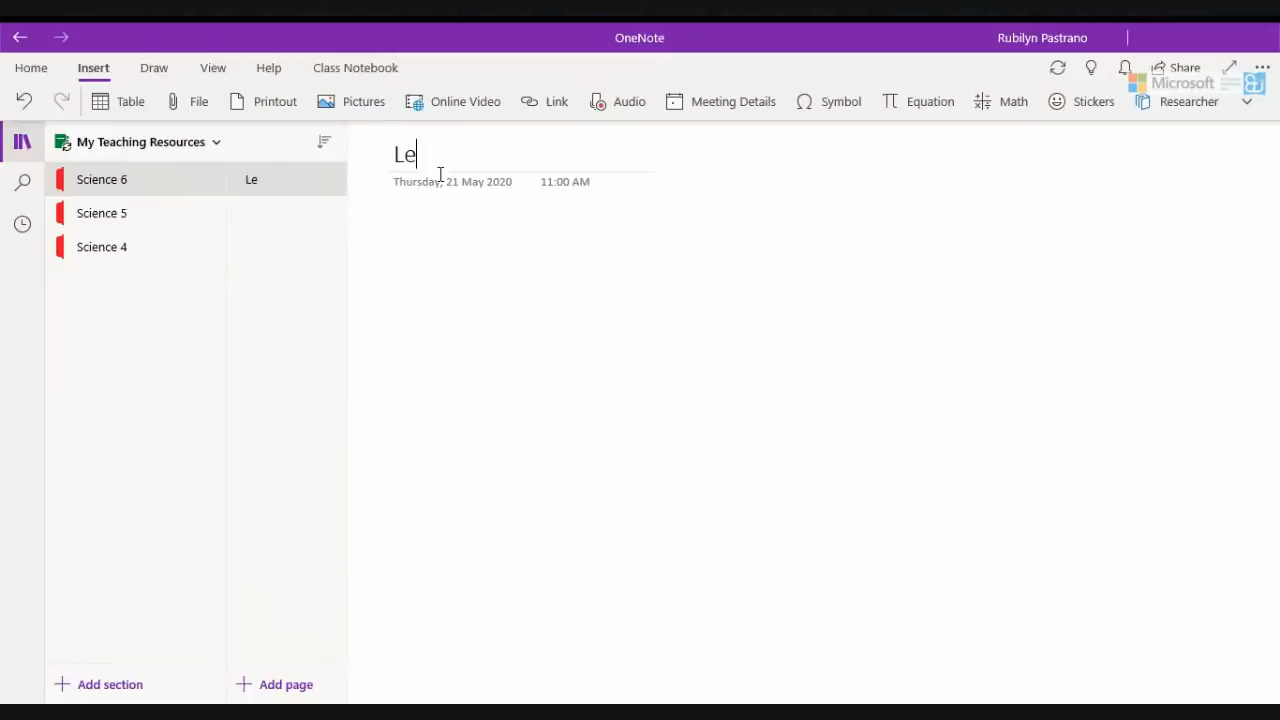 OneNote
Rubilyn Pastrano
Home Insert Draw View Help Class Notebook Share
Microsoft
Table File Printout Pictures Online Video Link Audio Meeting Details Symbol Equation Math Stickers Researcher
My Teaching Resources
Le
Thursday, 21 May 2020 11:00 AM
Science 6 Le
Science 5
Science 4
Add section Add page